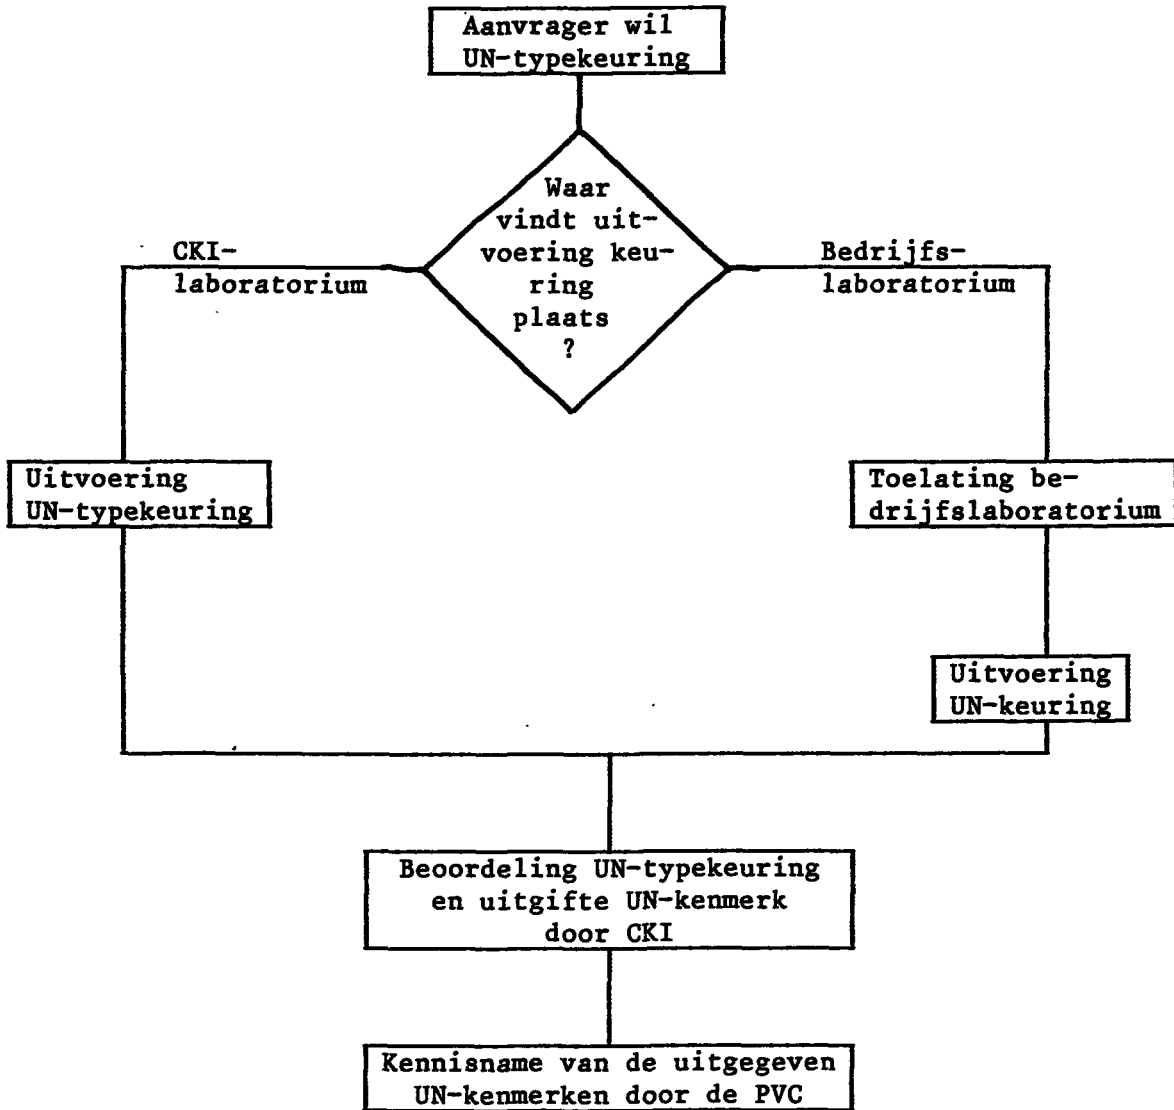 Aanvrager wil
UN-typekeuring
Waar
vindt uit-
voering keu-
ring
plaats
?
CKI-
laboratorium
Bedrijfs-
laboratorium
Uitvoering
UN-typekeuring
Toelating be-
drijfslaboratorium
Uitvoering
UN-keuring
Beoordeling UN-typekeuring
en uitgifte UN-kenmerk
door CKI
Kennisname van de uitgegeven
UN-kenmerken door de PVC